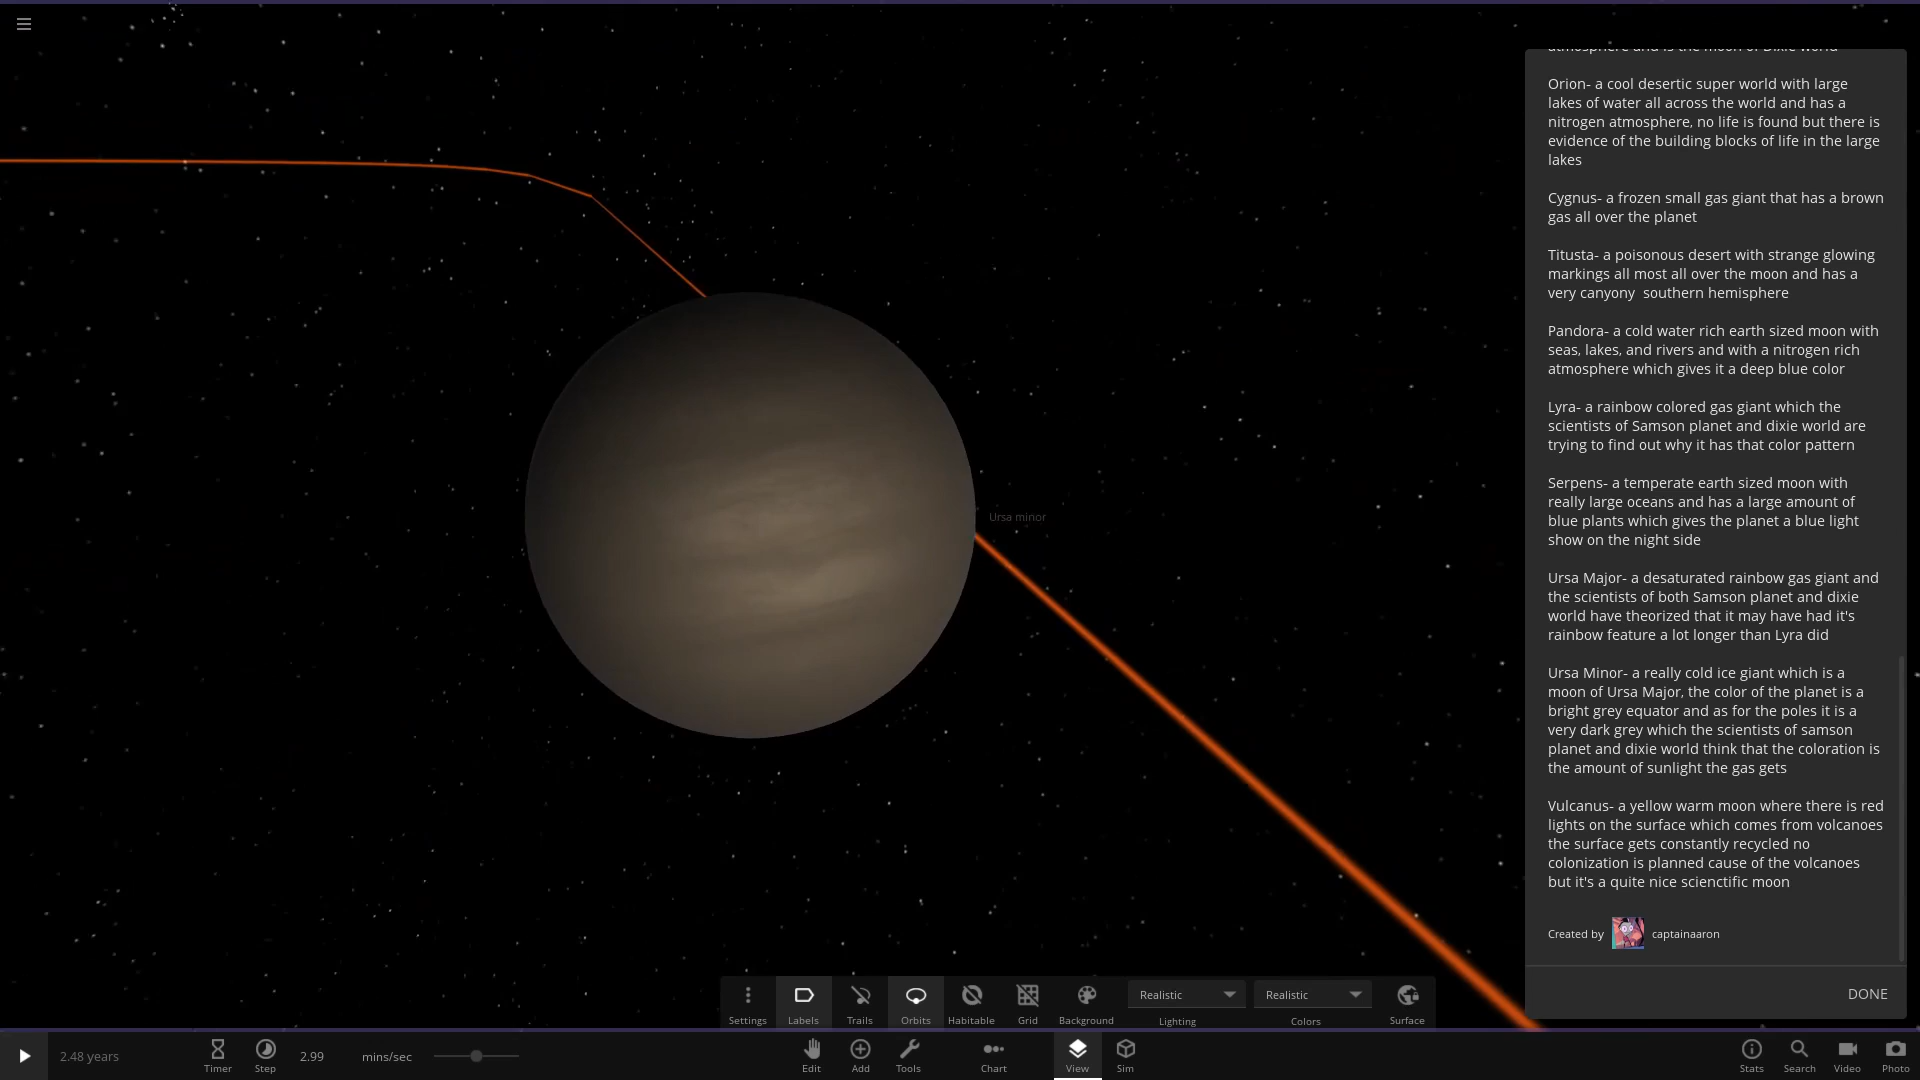 atmosphere and is the moon of Dixie world
Orion- a cool desertic super world with large
lakes of water all across the world and has a
nitrogen atmosphere, no life is found but there is
evidence of the building blocks of life in the large
lakes
Cygnus- a frozen small gas giant that has a brown
gas all over the planet
Titusta- a poisonous desert with strange glowing
markings all most all over the moon and has a
very canyony  southern hemisphere
Pandora- a cold water rich earth sized moon with
seas, lakes, and rivers and with a nitrogen rich
atmosphere which gives it a deep blue color
Lyra- a rainbow colored gas giant which the
scientists of Samson planet and dixie world are
trying to find out why it has that color pattern
Serpens- a temperate earth sized moon with
really large oceans and has a large amount of
blue plants which gives the planet a blue light
show on the night side
Ursa Major- a desaturated rainbow gas giant and
the scientists of both Samson planet and dixie
world have theorized that it may have had it's
rainbow feature a lot longer than Lyra did
Ursa Minor- a really cold ice giant which is a
moon of Ursa Major, the color of the planet is a
bright grey equator and as for the poles it is a
very dark grey which the scientists of samson
planet and dixie world think that the coloration is
the amount of sunlight the gas gets
Vulcanus- a yellow warm moon where there is red
lights on the surface which comes from volcanoes
the surface gets constantly recycled no
colonization is planned cause of the volcanoes
but it's a quite nice scienctific moon
Created by captainaaron
DONE
Ursa minor
Realistic Realistic
Settings Labels Trails Orbits Habitable Grid Background Lighting Colors Surface
2.48 years Timer Step 2.99 mins/sec Edit Add Tools Chart View Sim Stats Search Video Photo